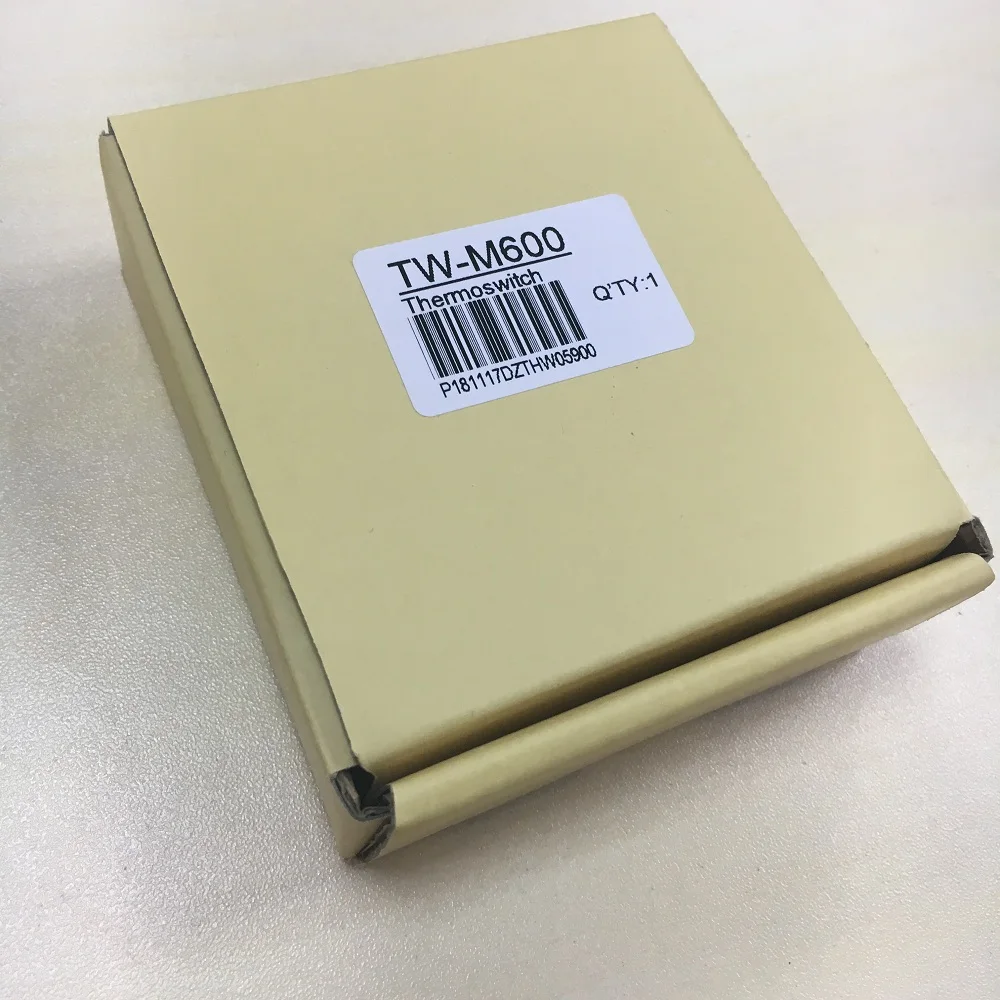 TW-M600
Thermoswitch
Q'TY:1
P181117DZTHW05900